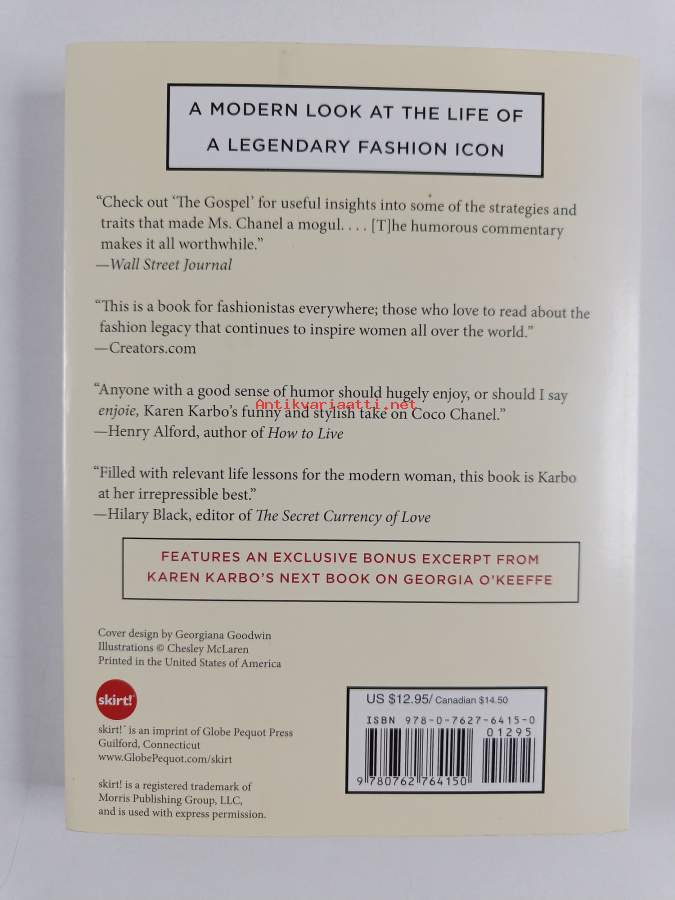 A MODERN LOOK AT THE LIFE OF
A LEGENDARY FASHION ICON
“Check out ‘The Gospel’ for useful insights into some of the strategies and
traits that made Ms. Chanel a mogul. . . . [T]he humorous commentary
makes it all worthwhile.”
—Wall Street Journal
“This is a book for fashionistas everywhere; those who love to read about the
fashion legacy that continues to inspire women all over the world.”
—Creators.com
“Anyone with a good sense of humor should hugely enjoy, or should I say
enjoie, Karen Karbo’s funny and stylish take on Coco Chanel.”
Antikvariaatti.net
—Henry Alford, author of How to Live
“Filled with relevant life lessons for the modern woman, this book is Karbo
at her irrepressible best.”
—Hilary Black, editor of The Secret Currency of Love
FEATURES AN EXCLUSIVE BONUS EXCERPT FROM
KAREN KARBO’S NEXT BOOK ON GEORGIA O’KEEFFE
Cover design by Georgiana Goodwin
Illustrations © Chesley McLaren
Printed in the United States of America
skirt!
skirt!™ is an imprint of Globe Pequot Press
Guilford, Connecticut
www.GlobePequot.com/skirt
skirt! is a registered trademark of
Morris Publishing Group, LLC,
and is used with express permission.
US $12.95/ Canadian $14.50
ISBN 978-0-7627-6415-0
01295
9 780762 764150